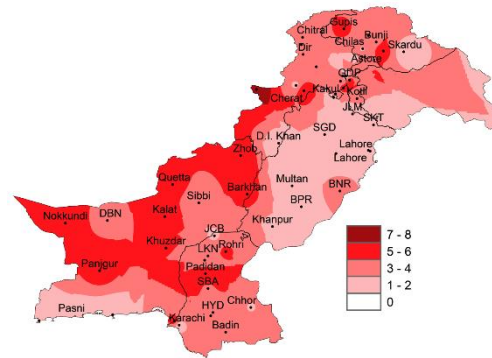 Gupis
Chitral
Bunji
Dir
Chilas
Skardu
Astore
GDP
Cherat
Kakul
Kotli
JLM
SKT
D.I. Khan
SGD
Lahore
Lahore
Zhob
Quetta
Multan
BNR
Barkhan
Sibbi
BPR
Nokkundi
DBN
Kalat
Khanpur
JCB
Khuzdar
Rohri
LKN
Panjgur
Padidan
SBA
Pasni
HYD
Chhor
Karachi
Badin
7 - 8
5 - 6
3 - 4
1 - 2
0